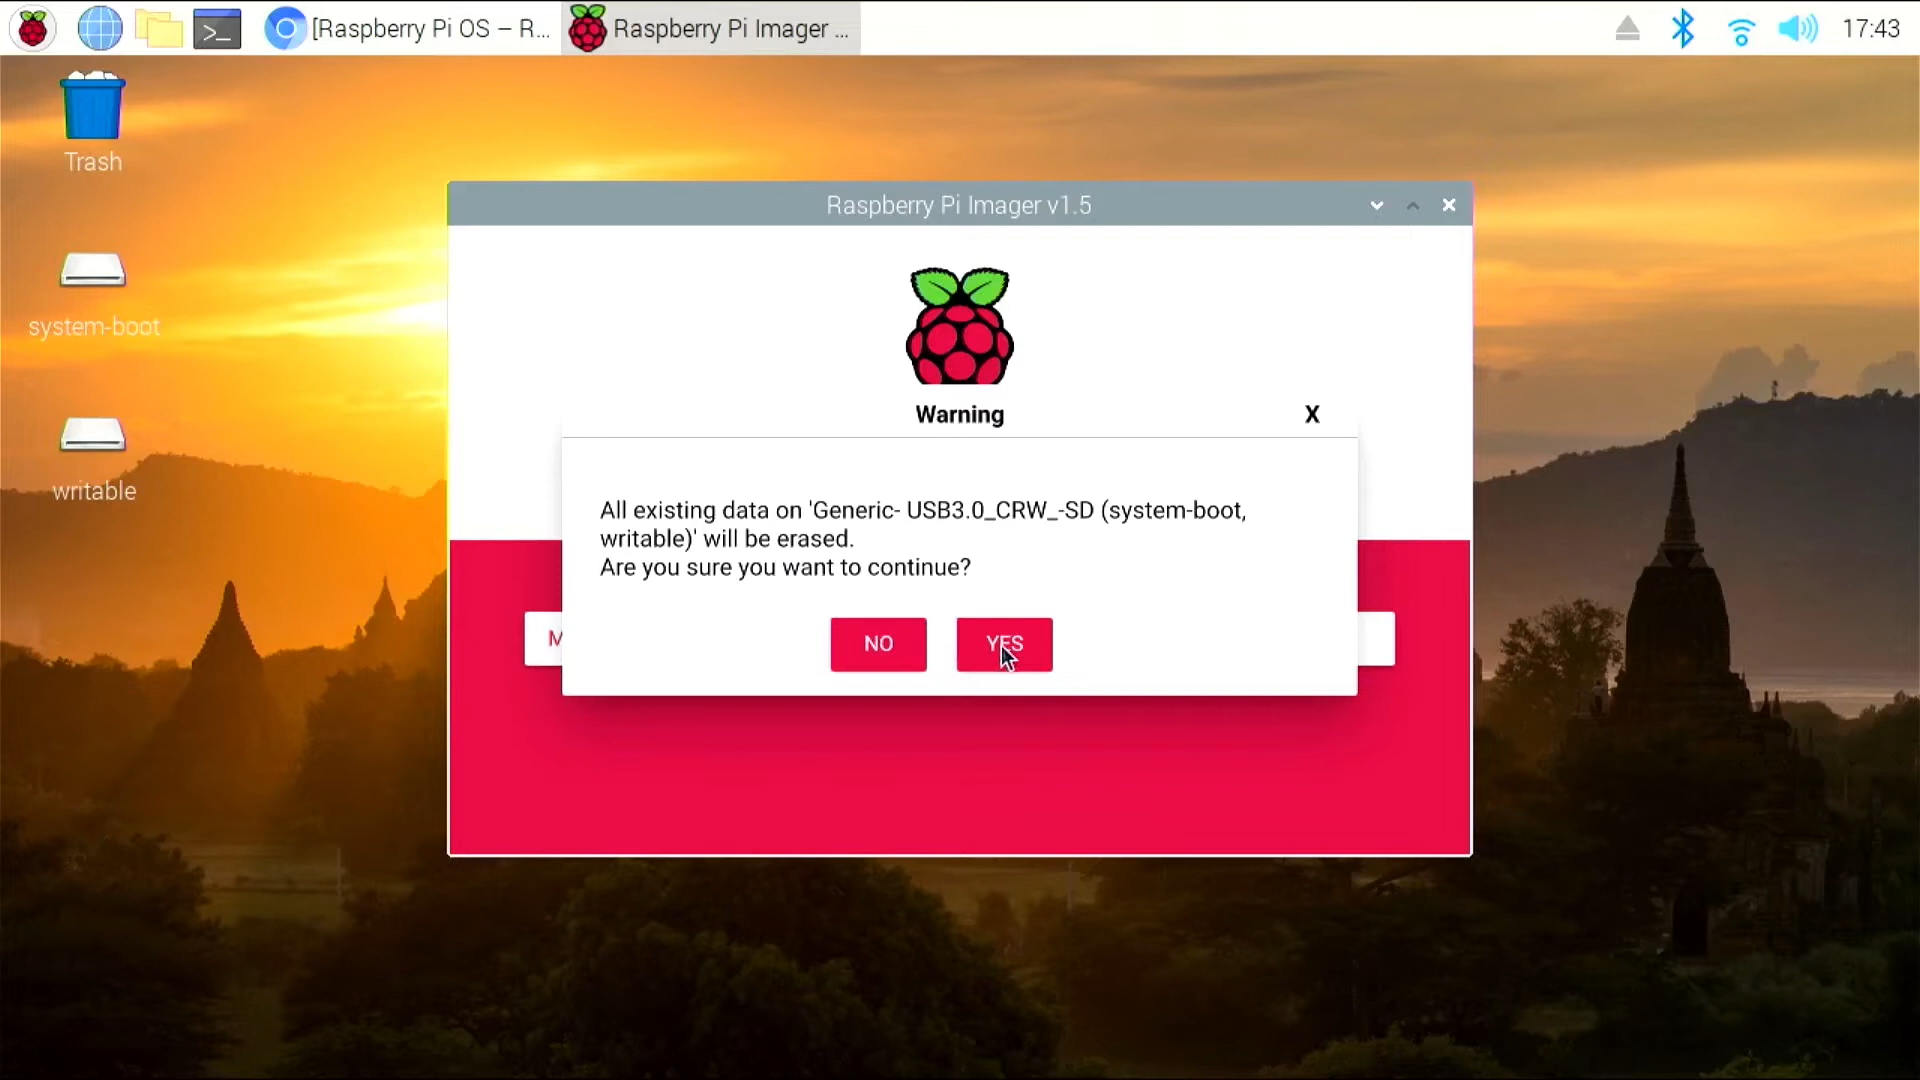 [Raspberry Pi OS – R...
Raspberry Pi Imager ...
17:43
Trash
system-boot
writable
Raspberry Pi Imager v1.5
Warning
X
All existing data on 'Generic- USB3.0_CRW_-SD (system-boot,
writable)' will be erased.
Are you sure you want to continue?
M
NO
YES